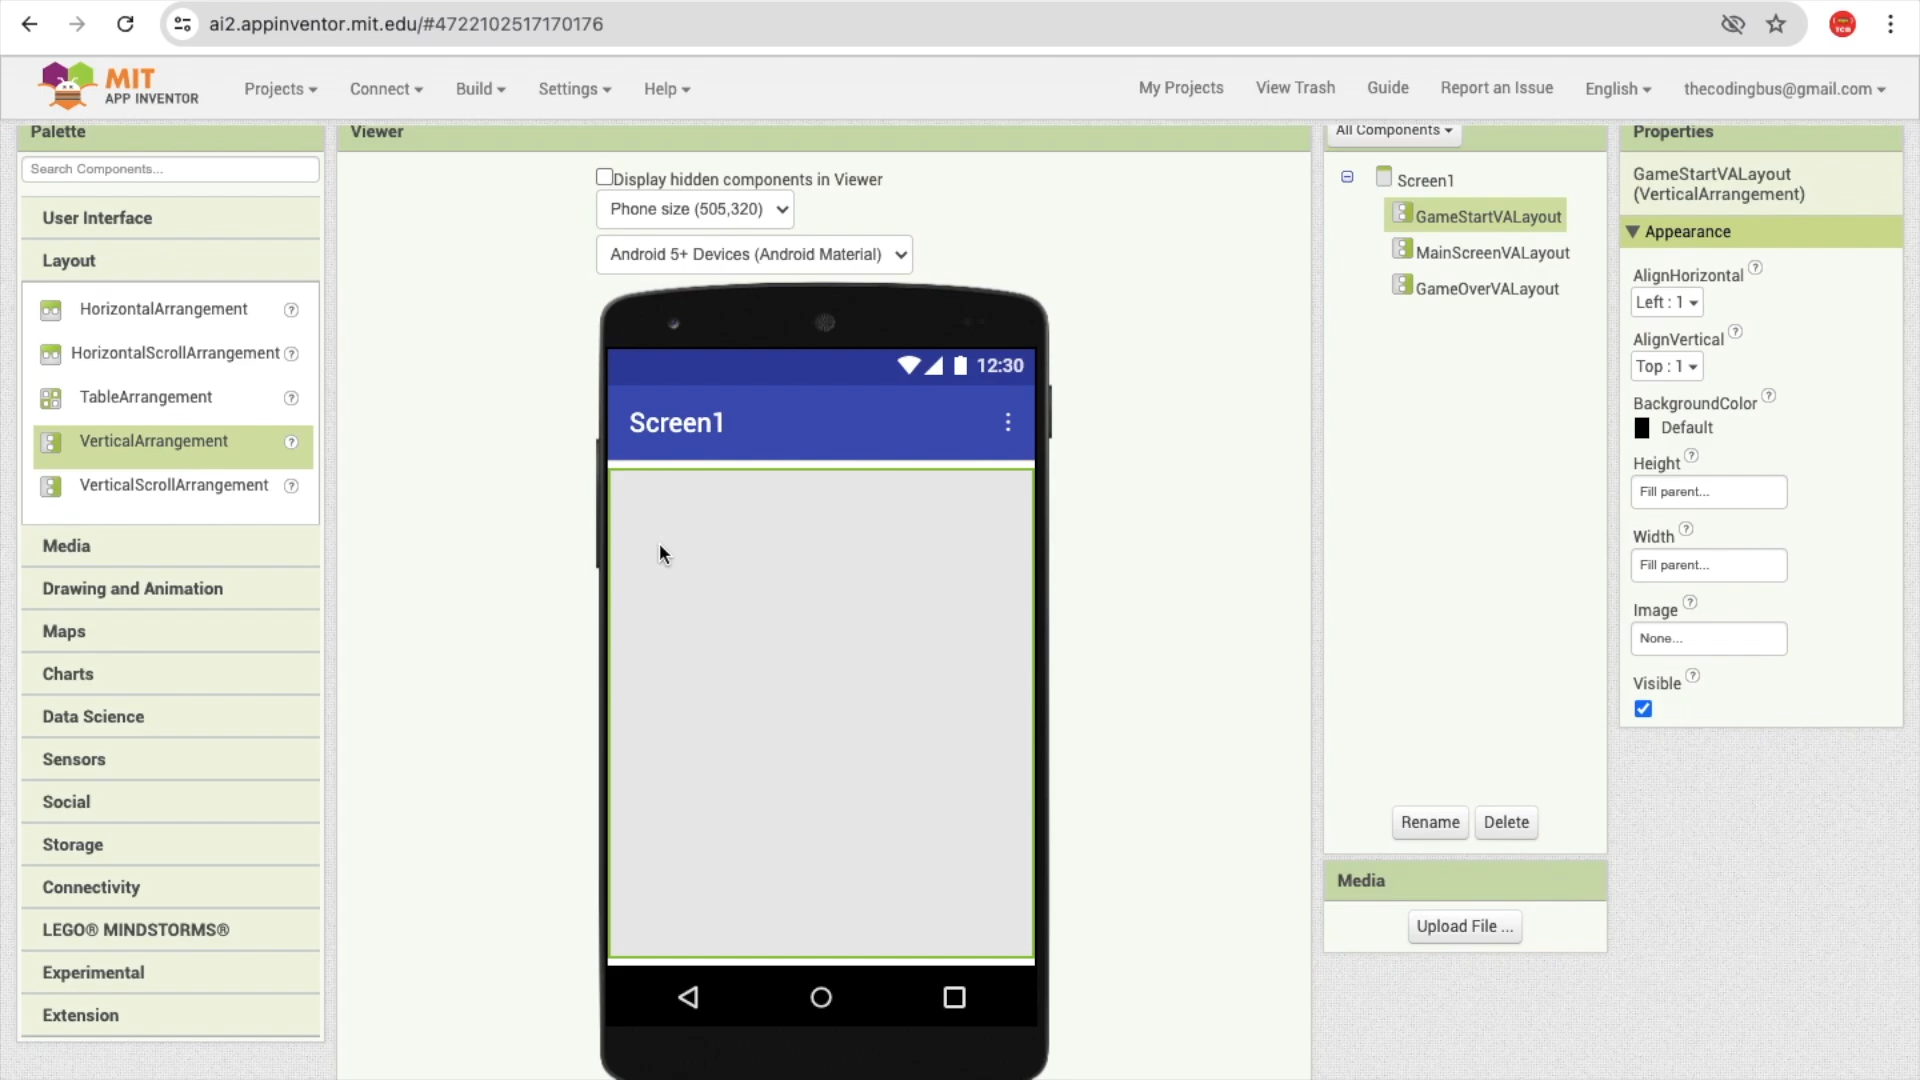 ai2.appinventor.mit.edu/#4722102517170176
MIT
APP INVENTOR
Projects
Connect
Build
Settings
Help
My Projects
View Trash
Guide
Report an Issue
English
thecodingbus@gmail.com
Palette
Search Components...
User Interface
Layout
HorizontalArrangement
HorizontalScrollArrangement
TableArrangement
VerticalArrangement
VerticalScrollArrangement
Media
Drawing and Animation
Maps
Charts
Data Science
Sensors
Social
Storage
Connectivity
LEGO® MINDSTORMS®
Experimental
Extension
Viewer
Display hidden components in Viewer
Phone size (505,320)
Android 5+ Devices (Android Material)
12:30
Screen1
All Components
Screen1
GameStartVALayout
MainScreenVALayout
GameOverVALayout
Rename
Delete
Media
Upload File ...
Properties
GameStartVALayout
(VerticalArrangement)
Appearance
AlignHorizontal
Left : 1
AlignVertical
Top : 1
BackgroundColor
Default
Height
Fill parent...
Width
Fill parent...
Image
None...
Visible